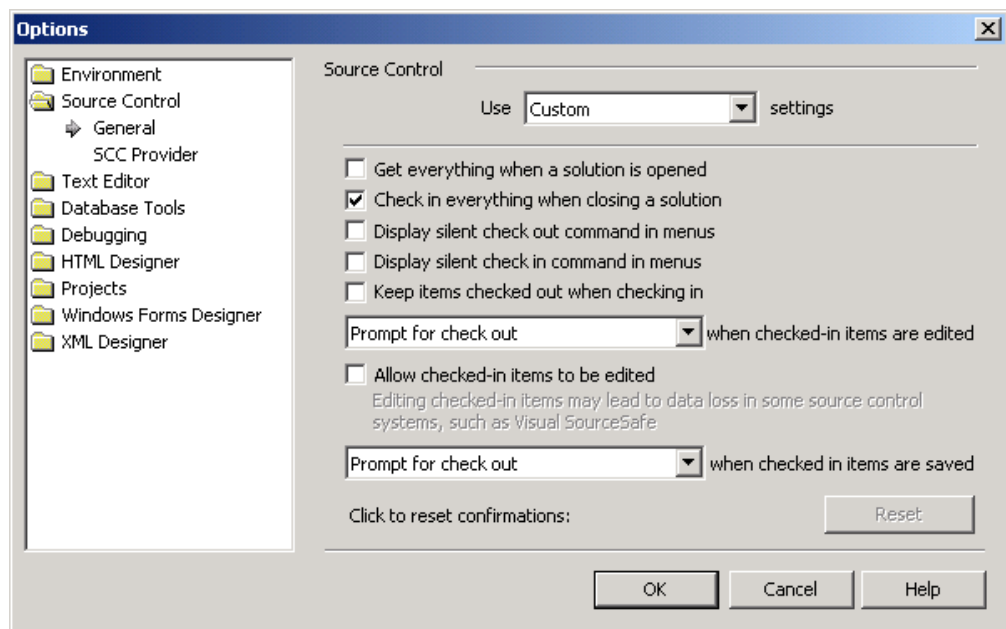 Options
Environment
Source Control
General
SCC Provider
Text Editor
Database Tools
Debugging
HTML Designer
Projects
Windows Forms Designer
XML Designer
Source Control
Use Custom settings
Get everything when a solution is opened
Check in everything when closing a solution
Display silent check out command in menus
Display silent check in command in menus
Keep items checked out when checking in
Prompt for check out when checked-in items are edited
Allow checked-in items to be edited
Editing checked-in items may lead to data loss in some source control
systems, such as Visual SourceSafe
Prompt for check out when checked in items are saved
Click to reset confirmations: Reset
OK Cancel Help